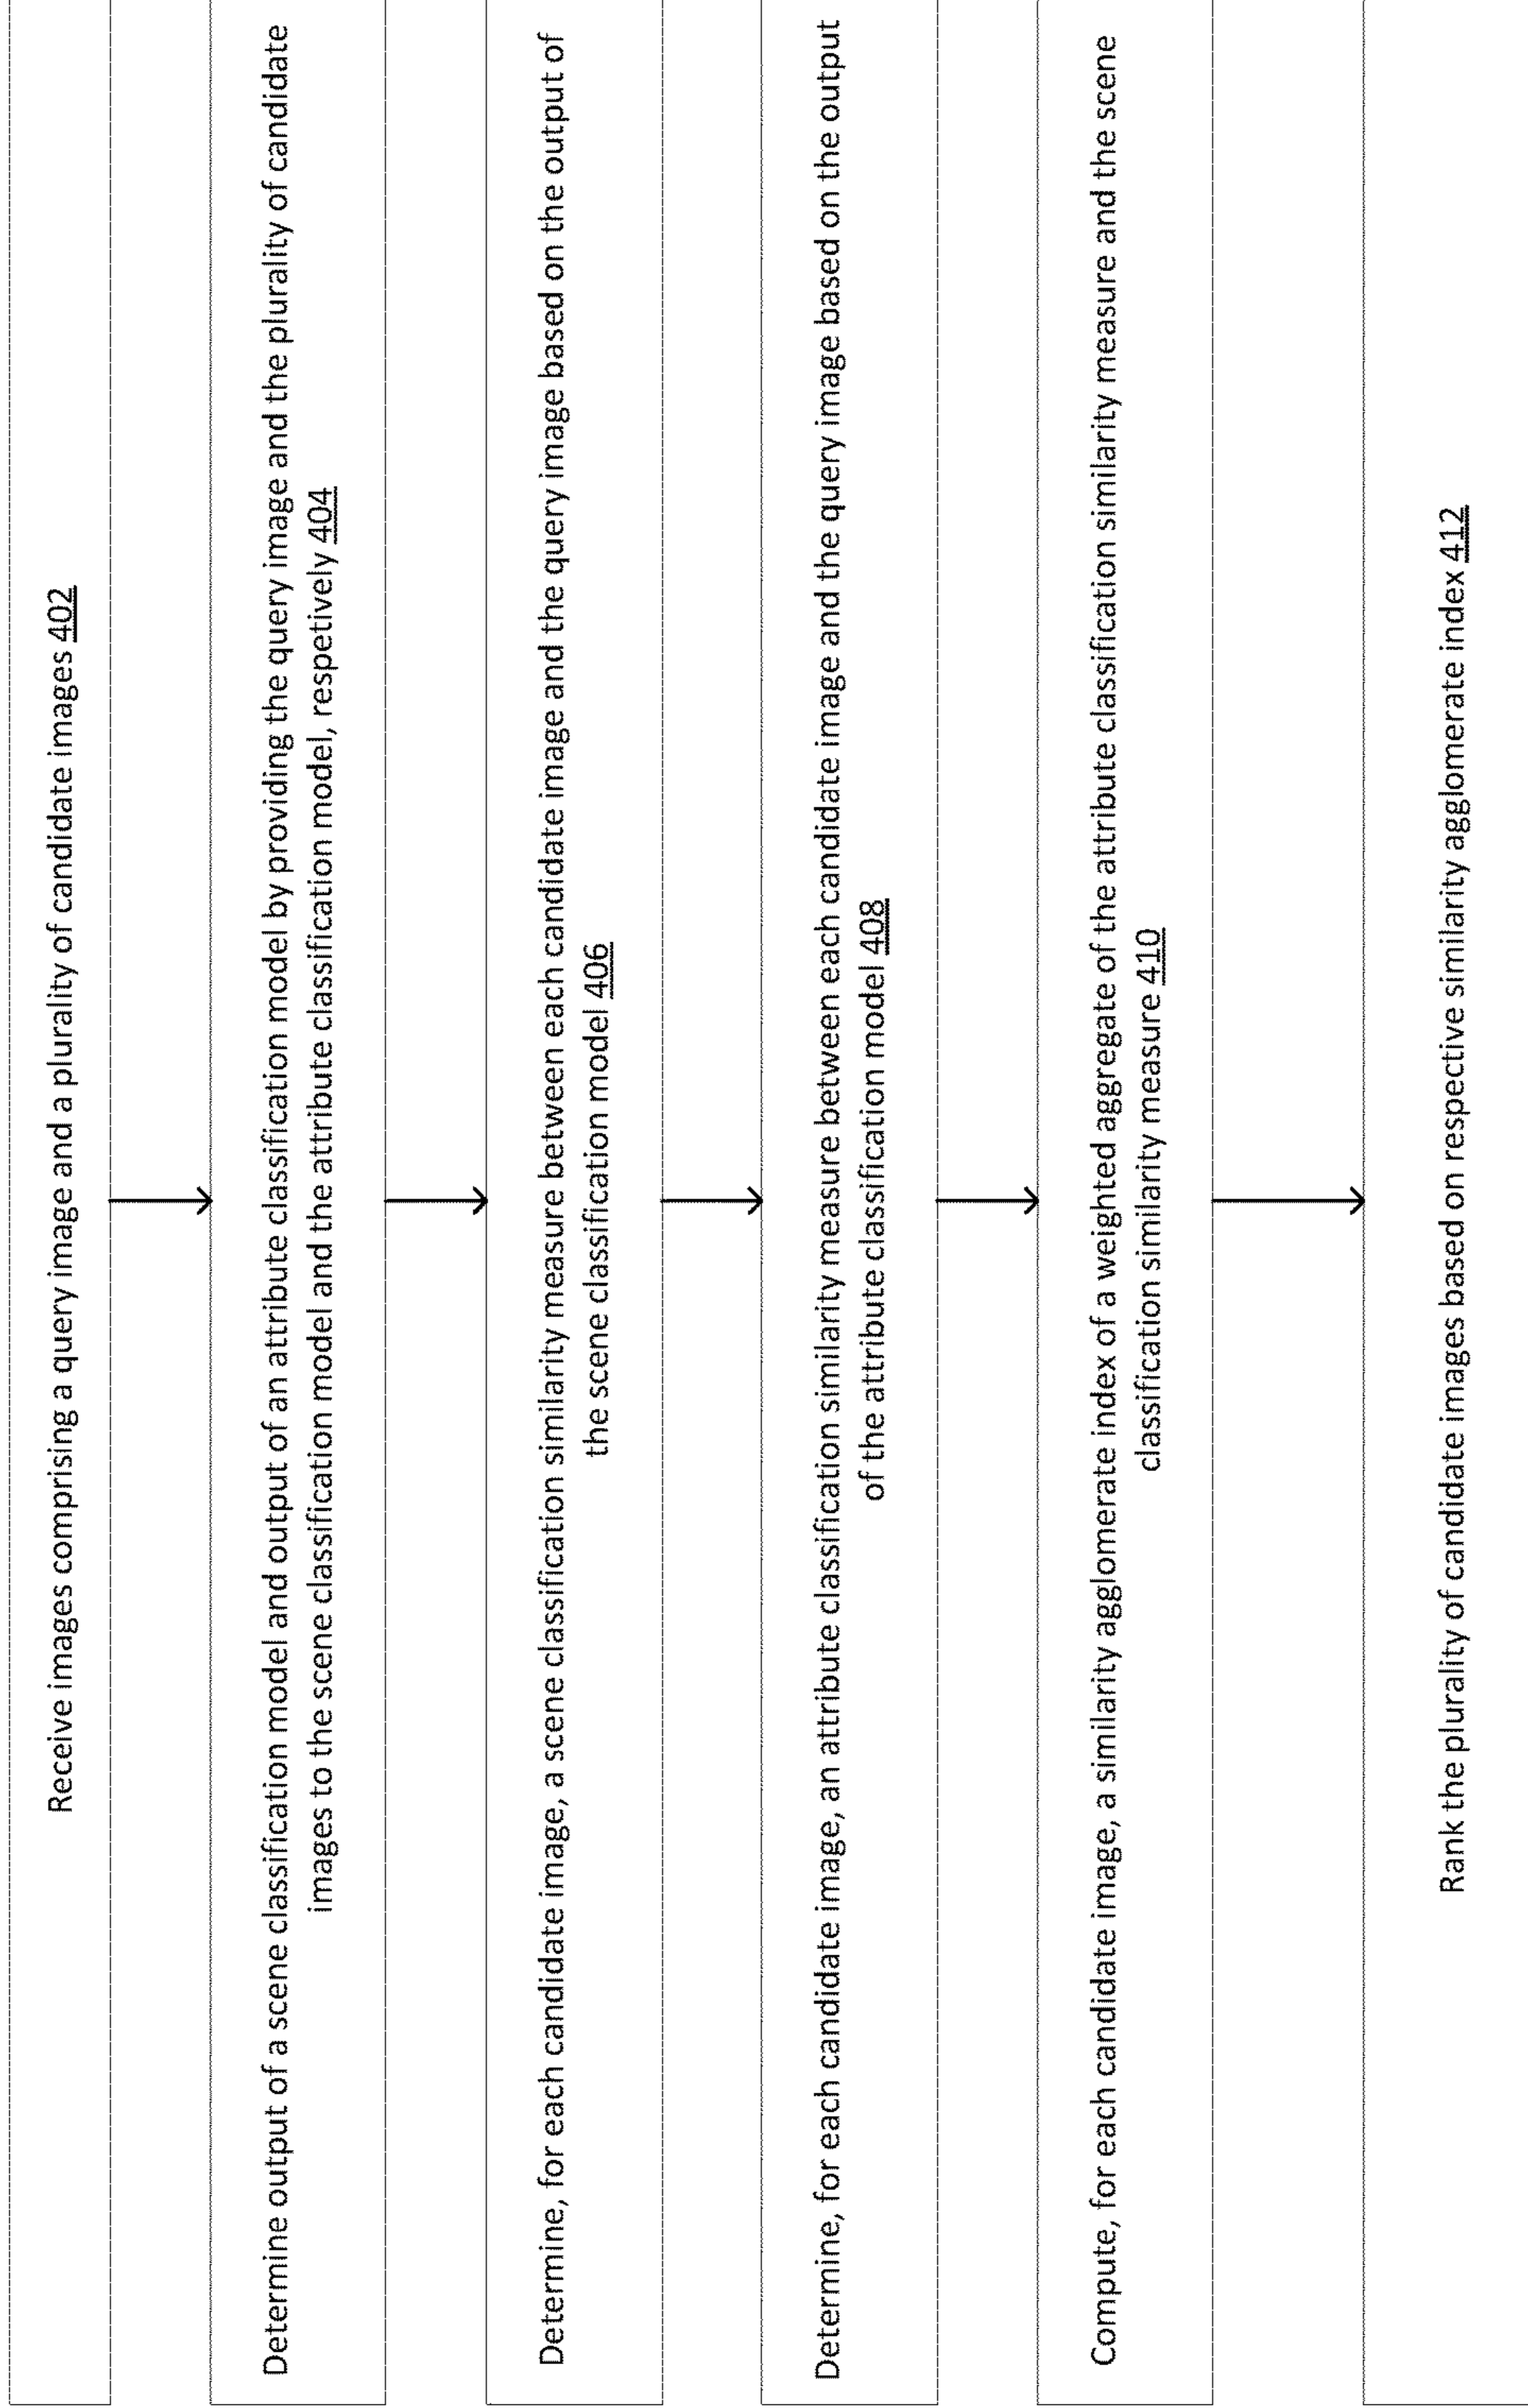 Receive images comprising a query image and a plurality of candidate images 402
Determine output of a scene classification model and output of an attribute classification model by providing the query image and the plurality of candidate
images to the scene classification model and the attribute classification model, respetively 404
Determine, for each candidate image, a scene classification similarity measure between each candidate image and the query image based on the output of
the scene classification model 406
Determine, for each candidate image, an attribute classification similarity measure between each candidate image and the query image based on the output
of the attribute classification model 408
Compute, for each candidate image, a similarity agglomerate index of a weighted aggregate of the attribute classification similarity measure and the scene
classification similarity measure 410
Rank the plurality of candidate images based on respective similarity agglomerate index 412